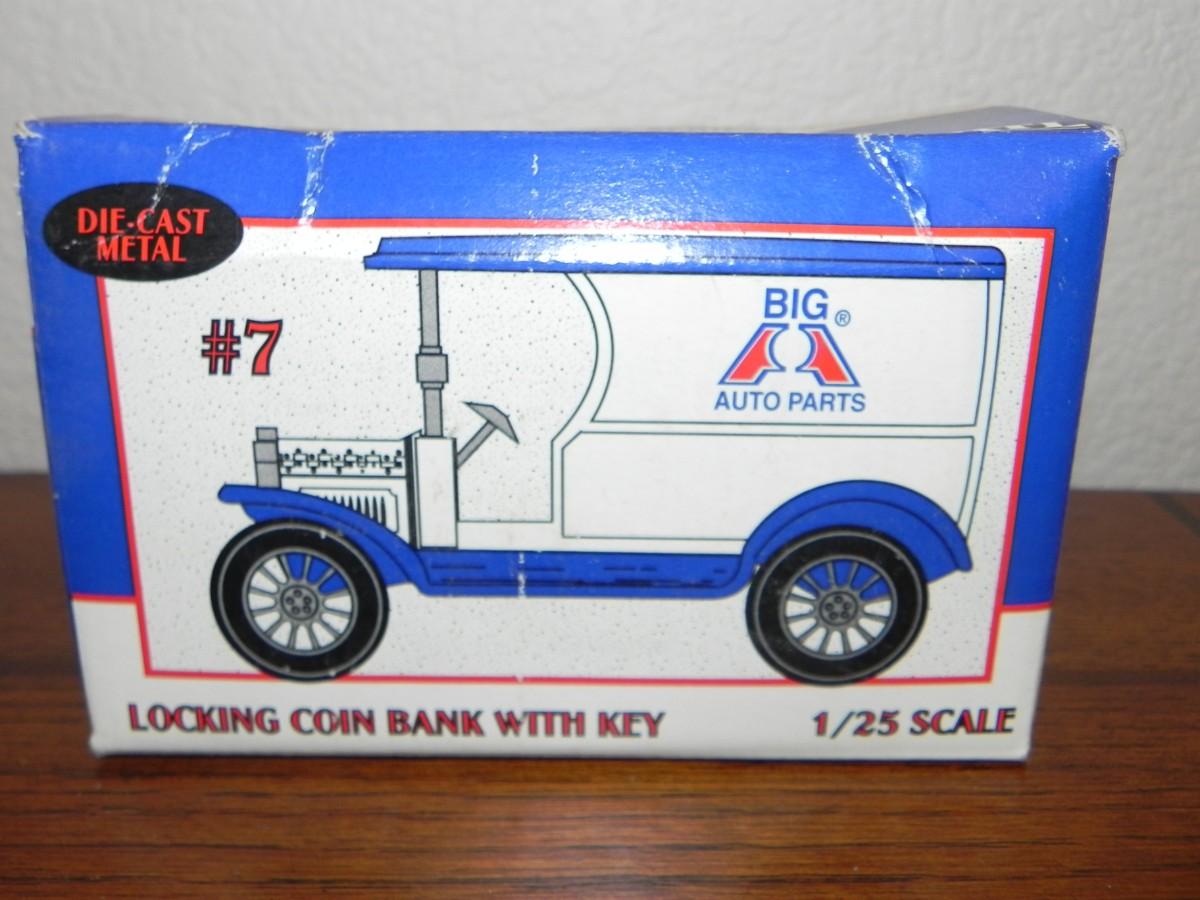 DIE-CAST
METAL
#7
BIG
A ®
AUTO PARTS
LOCKING COIN BANK WITH KEY
1/25 SCALE